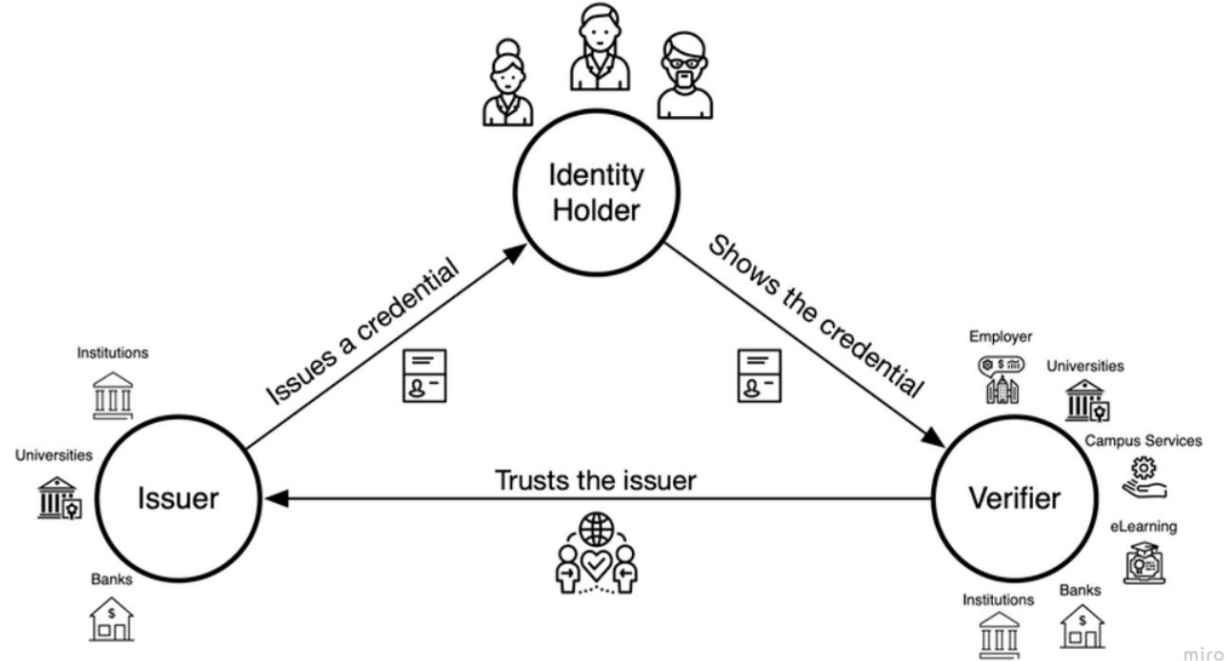 Identity
Holder
Issues a credential
Shows the credential
Institutions
Universities
Issuer
Banks
Trusts the issuer
Employer
Universities
Campus Services
Verifier
eLearning
Banks
Institutions
miro